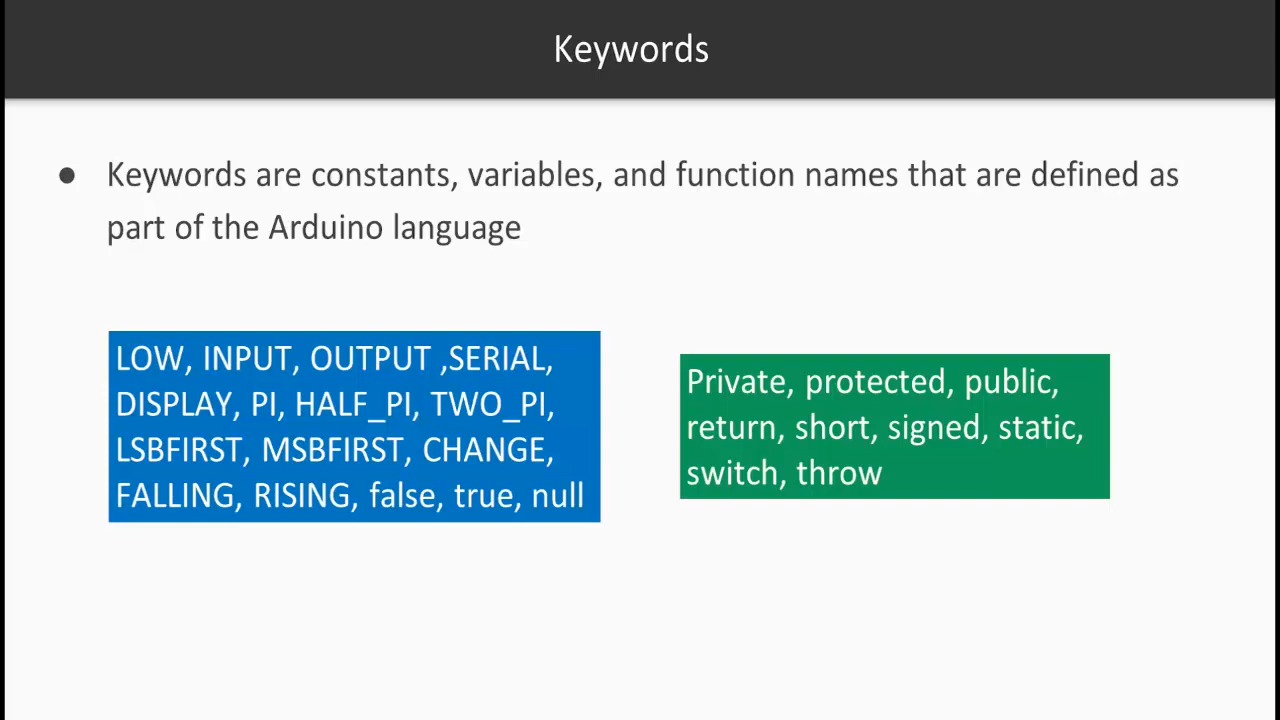 Keywords
● Keywords are constants, variables, and function names that are defined as
part of the Arduino language
LOW, INPUT, OUTPUT ,SERIAL,
DISPLAY, PI, HALF_PI, TWO_PI,
LSBFIRST, MSBFIRST, CHANGE,
FALLING, RISING, false, true, null
Private, protected, public,
return, short, signed, static,
switch, throw